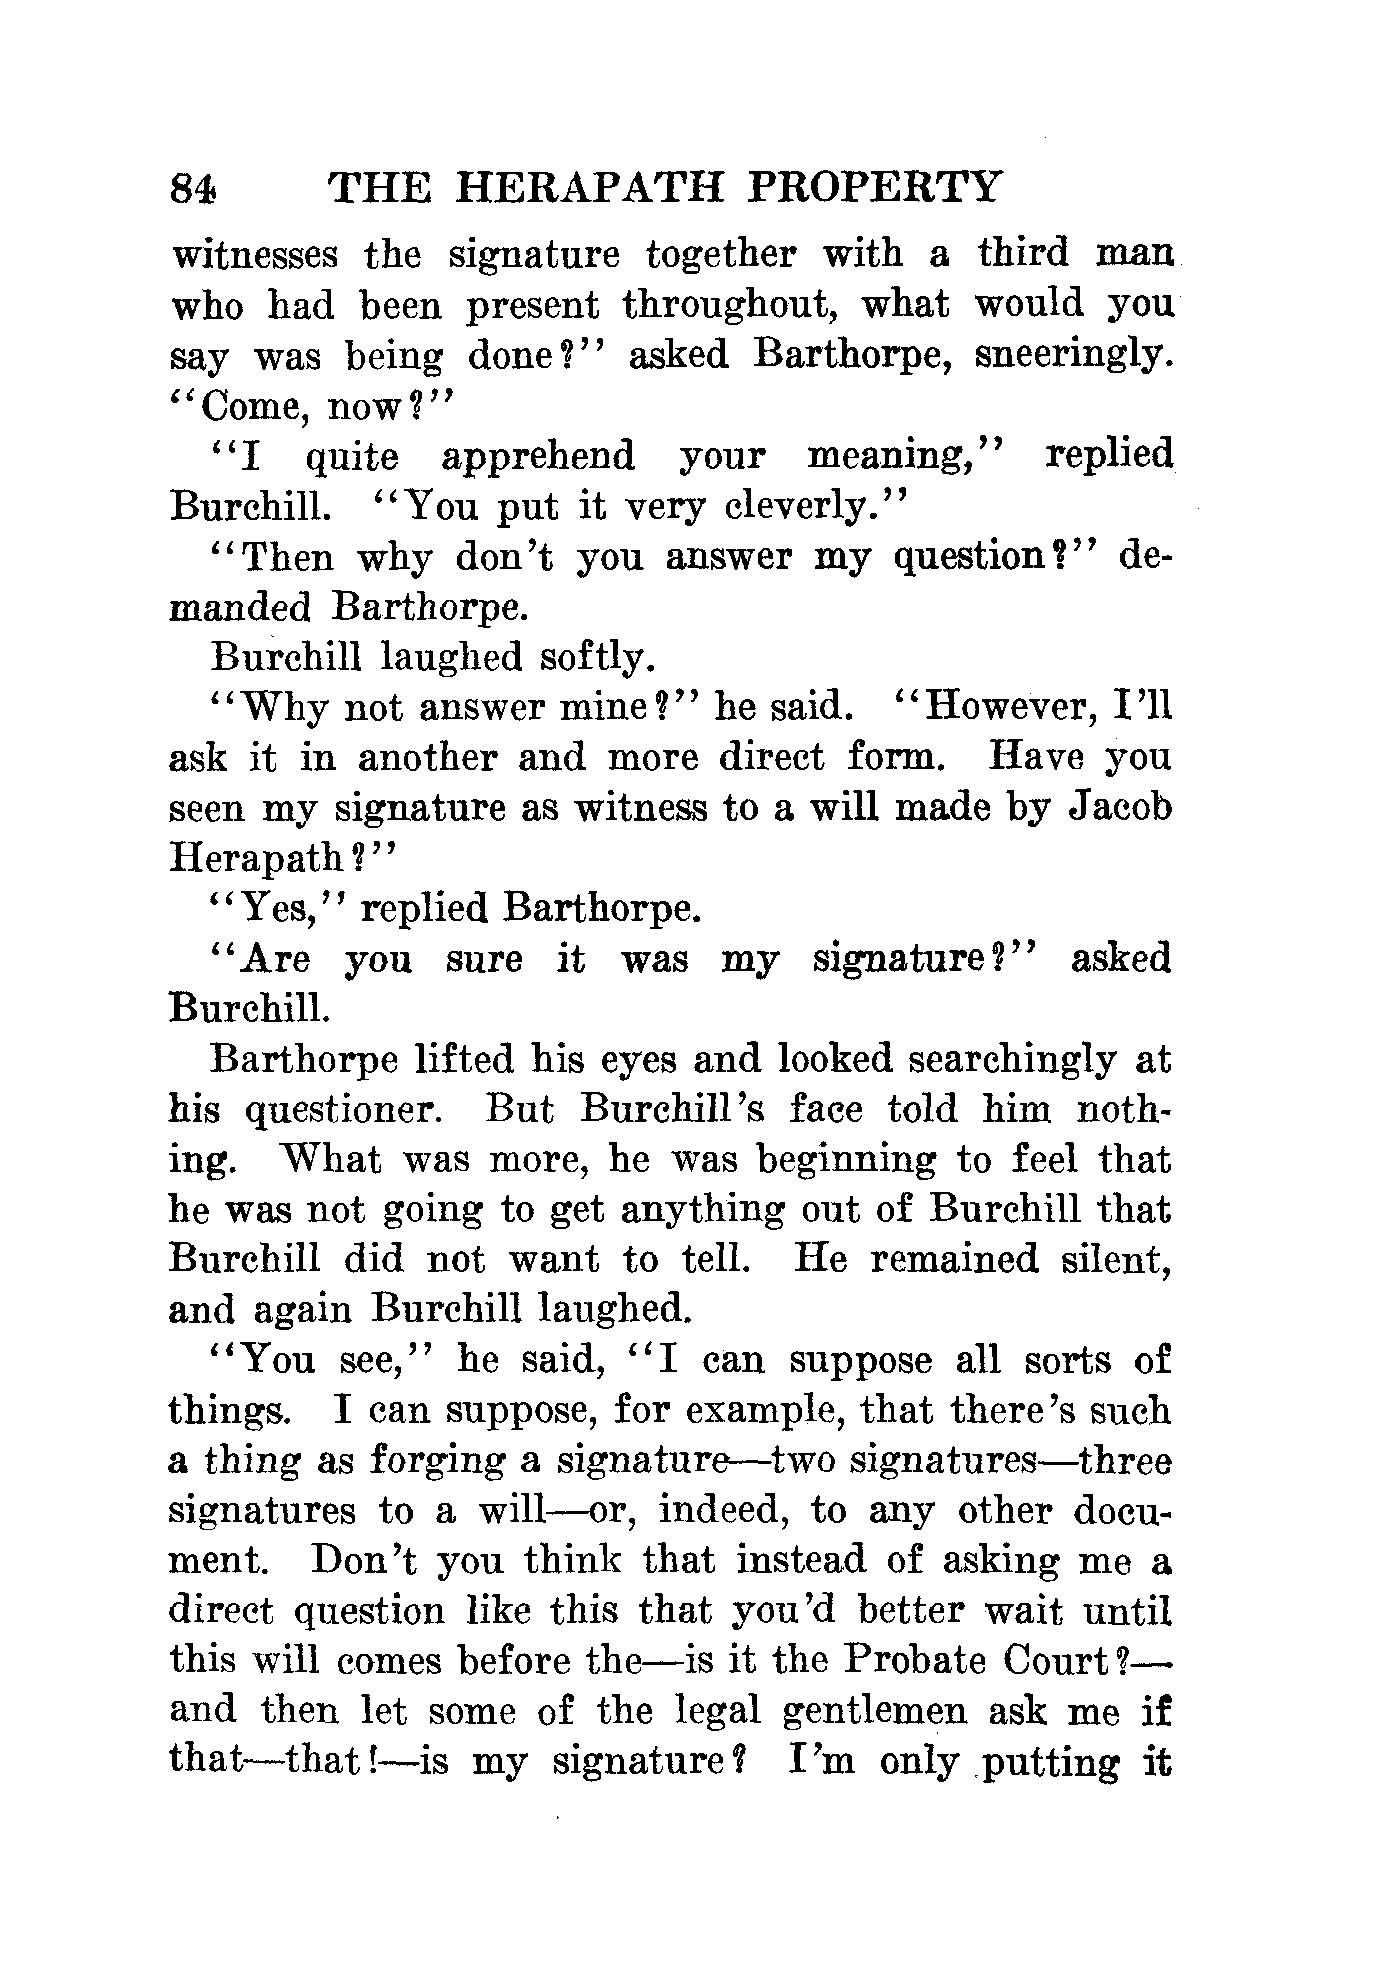 84 THE HERAPATH PROPERTY
witnesses the signature together with a third man
who had been present throughout, what would you
say was being done?" asked Barthorpe, sneeringly.
"Come, now?"
"I quite apprehend your meaning," replied
Burchill. "You put it very cleverly."
"Then why don't you answer my question?" de-
manded Barthorpe.
Burchill laughed softly.
"Why not answer mine?" he said. "However, I'll
ask it in another and more direct form. Have you
seen my signature as witness to a will made by Jacob
Herapath?"
"Yes," replied Barthorpe.
"Are you sure it was my signature?" asked
Burchill.
Barthorpe lifted his eyes and looked searchingly at
his questioner. But Burchill's face told him noth-
ing. What was more, he was beginning to feel that
he was not going to get anything out of Burchill that
Burchill did not want to tell. He remained silent,
and again Burchill laughed.
"You see," he said, "I can suppose all sorts of
things. I can suppose, for example, that there's such
a thing as forging a signature—two signatures—three
signatures to a will—or, indeed, to any other docu-
ment. Don't you think that instead of asking me a
direct question like this that you'd better wait until
this will comes before the—is it the Probate Court?—
and then let some of the legal gentlemen ask me if
that—that!—is my signature? I'm only putting it